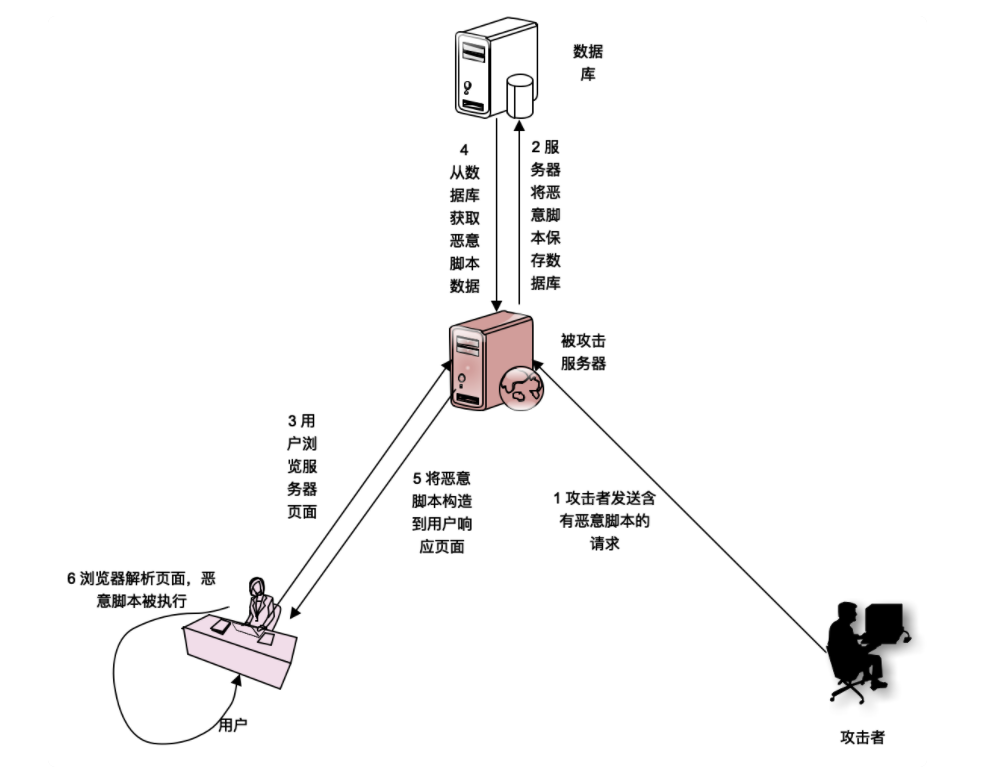 数据
库
4
从数
据库
获取
恶意
脚本
数据
2 服
务器
将恶
意脚
本保
存数
据库
被攻击
服务器
3 用
户浏
览服
务器
页面
5 将恶意
脚本构造
到用户响
应页面
1 攻击者发送含
有恶意脚本的
请求
6 浏览器解析页面，恶
意脚本被执行
用户
攻击者